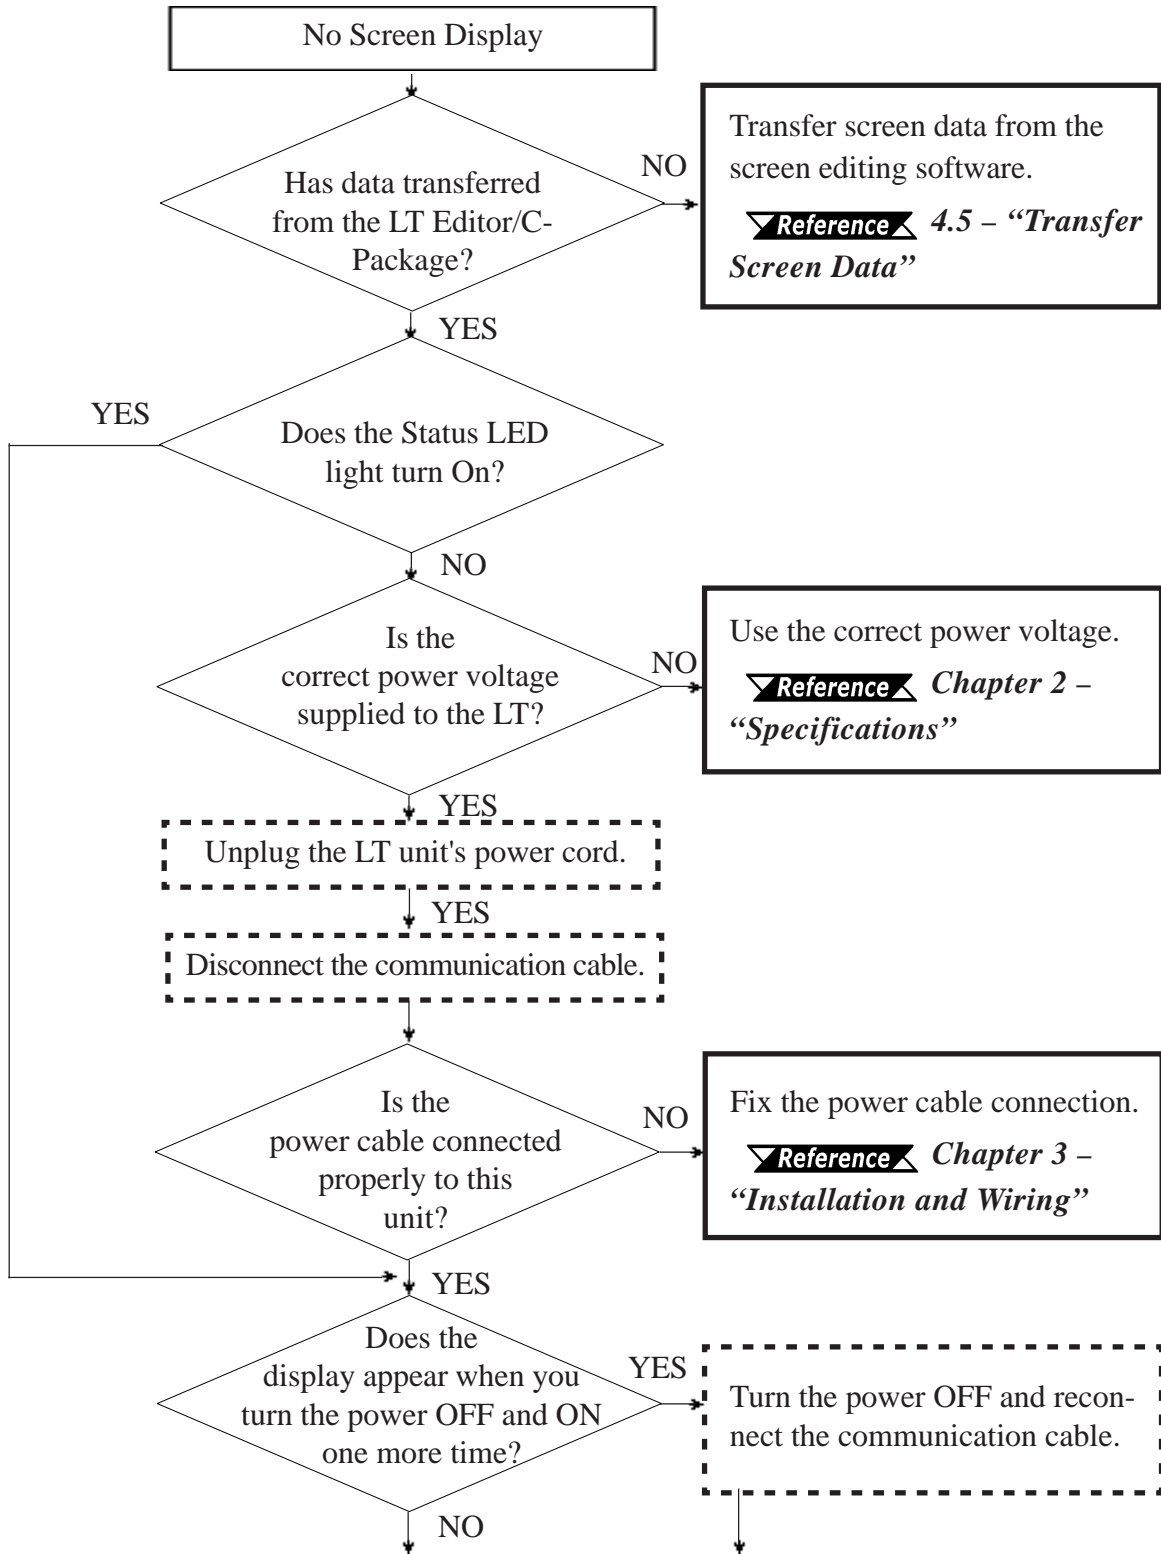 No Screen Display
Has data transferred
from the LT Editor/C-
Package?
NO
Transfer screen data from the
screen editing software.
Reference 4.5 – “Transfer
Screen Data”
YES
YES
Does the Status LED
light turn On?
NO
Is the
correct power voltage
supplied to the LT?
NO
Use the correct power voltage.
Reference Chapter 2 –
“Specifications”
YES
Unplug the LT unit's power cord.
YES
Disconnect the communication cable.
Is the
power cable connected
properly to this
unit?
NO
Fix the power cable connection.
Reference Chapter 3 –
“Installation and Wiring”
YES
Does the
display appear when you
turn the power OFF and ON
one more time?
YES
Turn the power OFF and recon-
nect the communication cable.
NO